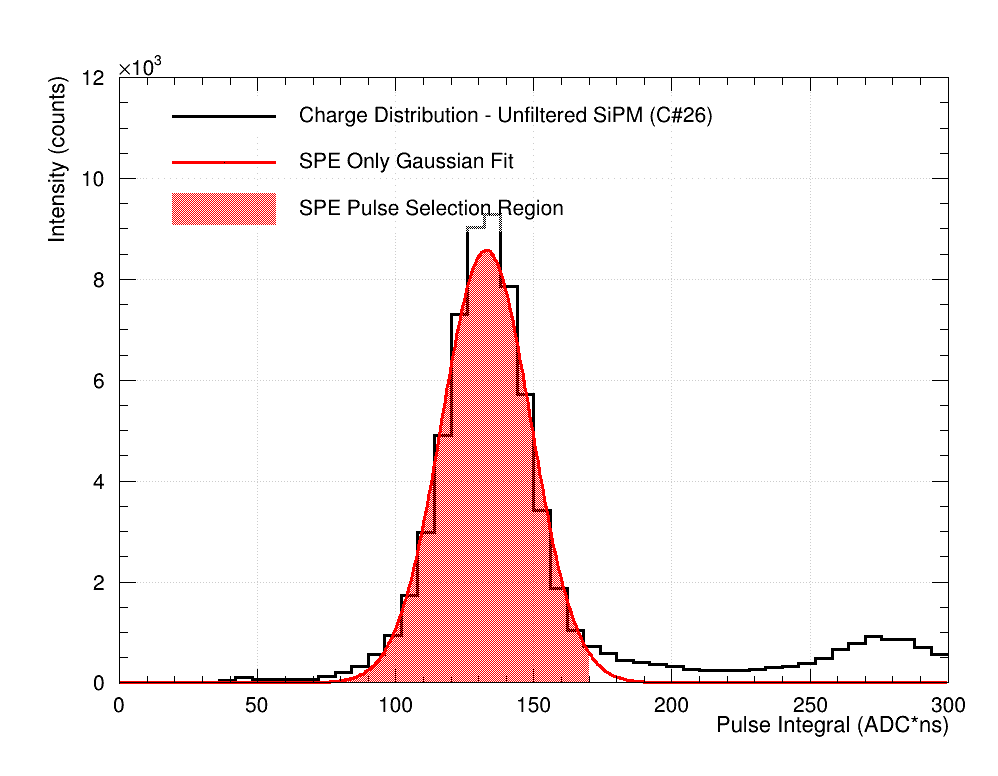 ×10³
12
10
8
6
4
2
0
Intensity (counts)
Charge Distribution - Unfiltered SiPM (C#26)
SPE Only Gaussian Fit
SPE Pulse Selection Region
0 50 100 150 200 250 300
Pulse Integral (ADC*ns)